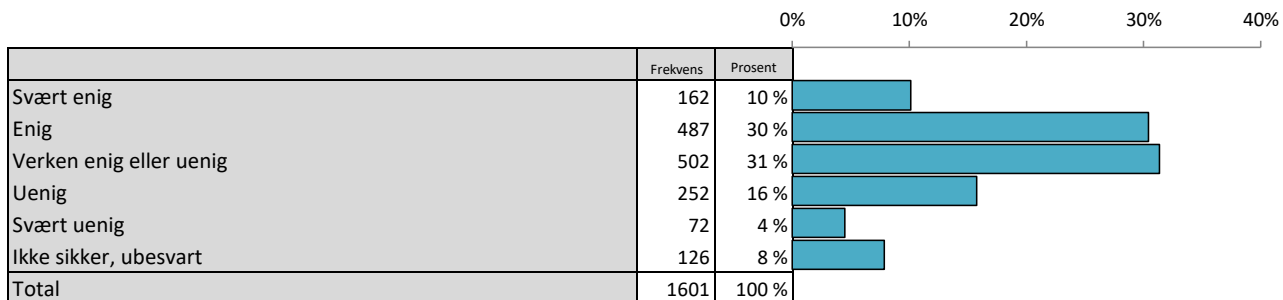 0% 10% 20% 30% 40%
Frekvens Prosent
Svært enig 162 10 %
Enig 487 30 %
Verken enig eller uenig 502 31 %
Uenig 252 16 %
Svært uenig 72 4 %
Ikke sikker, ubesvart 126 8 %
Total 1601 100 %